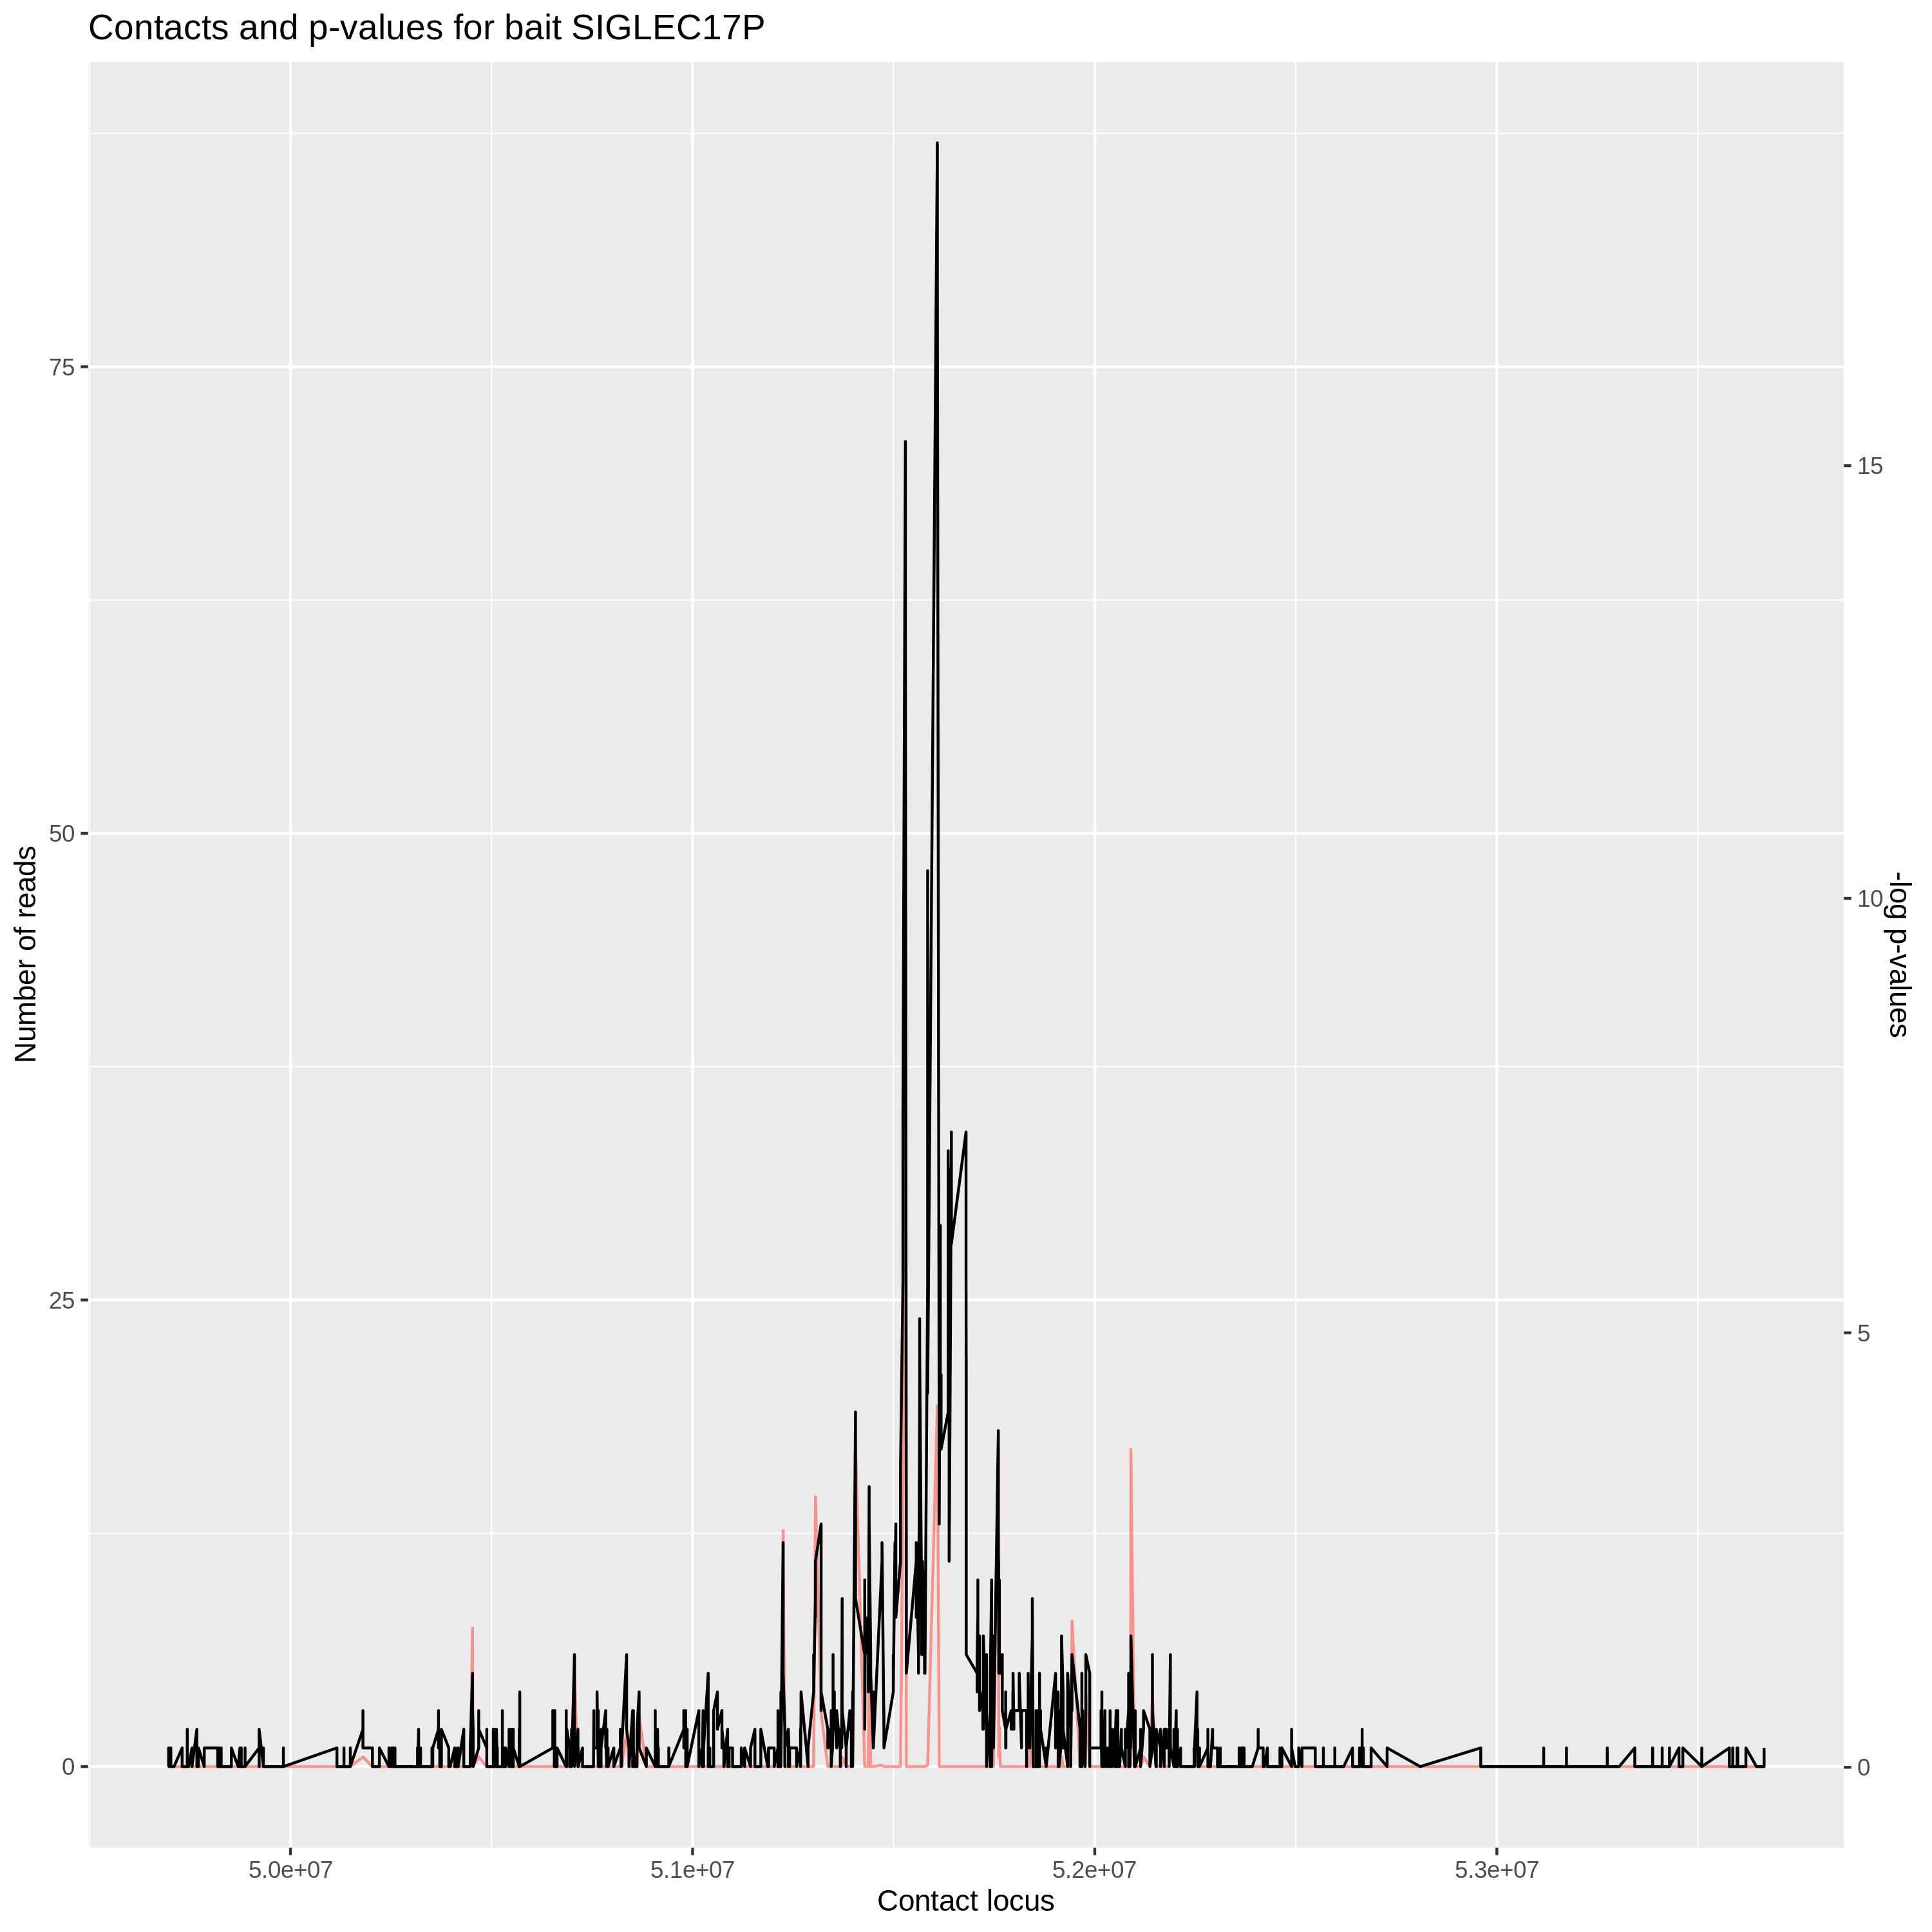 Contacts and p-values for bait SIGLEC17P
75
50
25
0
Number of reads
15
10
5
0
-log p-values
5.0e+07
5.1e+07
5.2e+07
5.3e+07
Contact locus